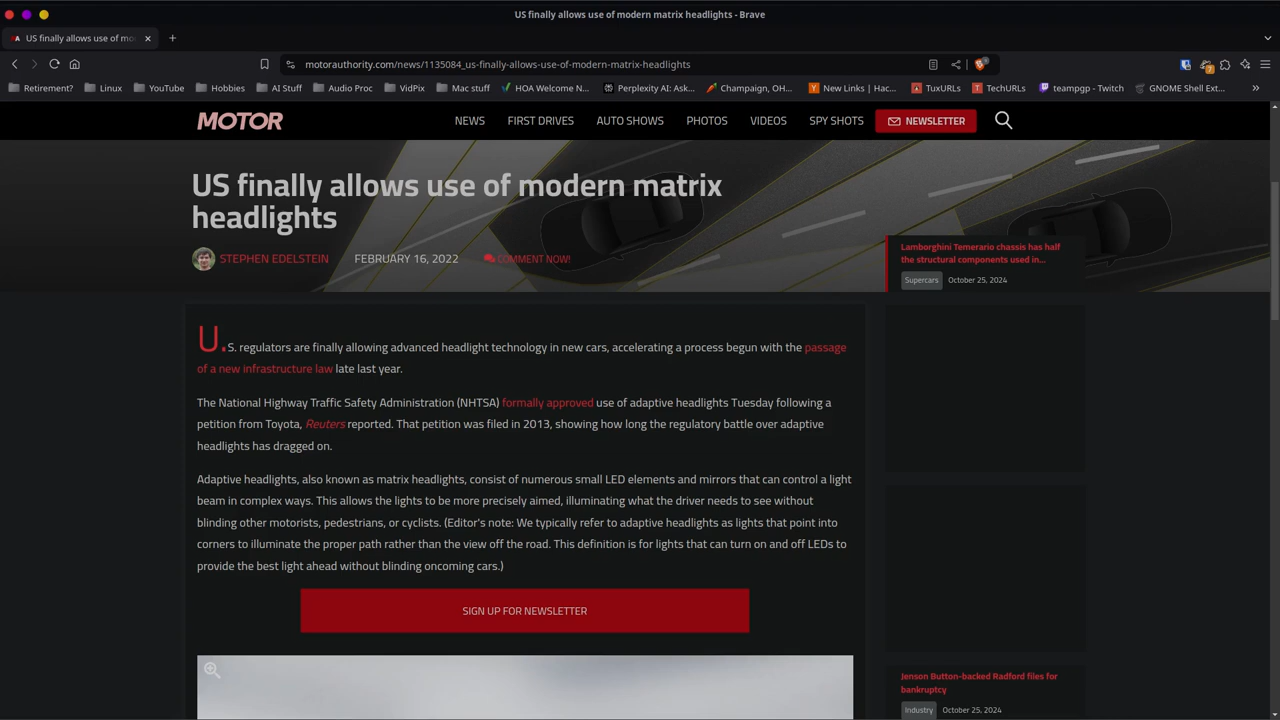 US finally allows use of modern matrix headlights - Brave
US finally allows use of mo
motorauthority.com/news/1135084_us-finally-allows-use-of-modern-matrix-headlights
Retirement? Linux YouTube Hobbies AI Stuff Audio Proc VidPix Mac stuff HOA Welcome N... Perplexity AI: Ask... Champaign, OH... New Links | Hac... TuxURLs TechURLs teampgp - Twitch GNOME Shell Ext... »
MOTOR NEWS FIRST DRIVES AUTO SHOWS PHOTOS VIDEOS SPY SHOTS NEWSLETTER
US finally allows use of modern matrix
headlights
STEPHEN EDELSTEIN FEBRUARY 16, 2022 COMMENT NOW!
Lamborghini Temerario chassis has half
the structural components used in...
Supercars October 25, 2024
U.S. regulators are finally allowing advanced headlight technology in new cars, accelerating a process begun with the passage
of a new infrastructure law late last year.
The National Highway Traffic Safety Administration (NHTSA) formally approved use of adaptive headlights Tuesday following a
petition from Toyota, Reuters reported. That petition was filed in 2013, showing how long the regulatory battle over adaptive
headlights has dragged on.
Adaptive headlights, also known as matrix headlights, consist of numerous small LED elements and mirrors that can control a light
beam in complex ways. This allows the lights to be more precisely aimed, illuminating what the driver needs to see without
blinding other motorists, pedestrians, or cyclists. (Editor's note: We typically refer to adaptive headlights as lights that point into
corners to illuminate the proper path rather than the view off the road. This definition is for lights that can turn on and off LEDs to
provide the best light ahead without blinding oncoming cars.)
SIGN UP FOR NEWSLETTER
Jenson Button-backed Radford files for
bankruptcy
Industry October 25, 2024